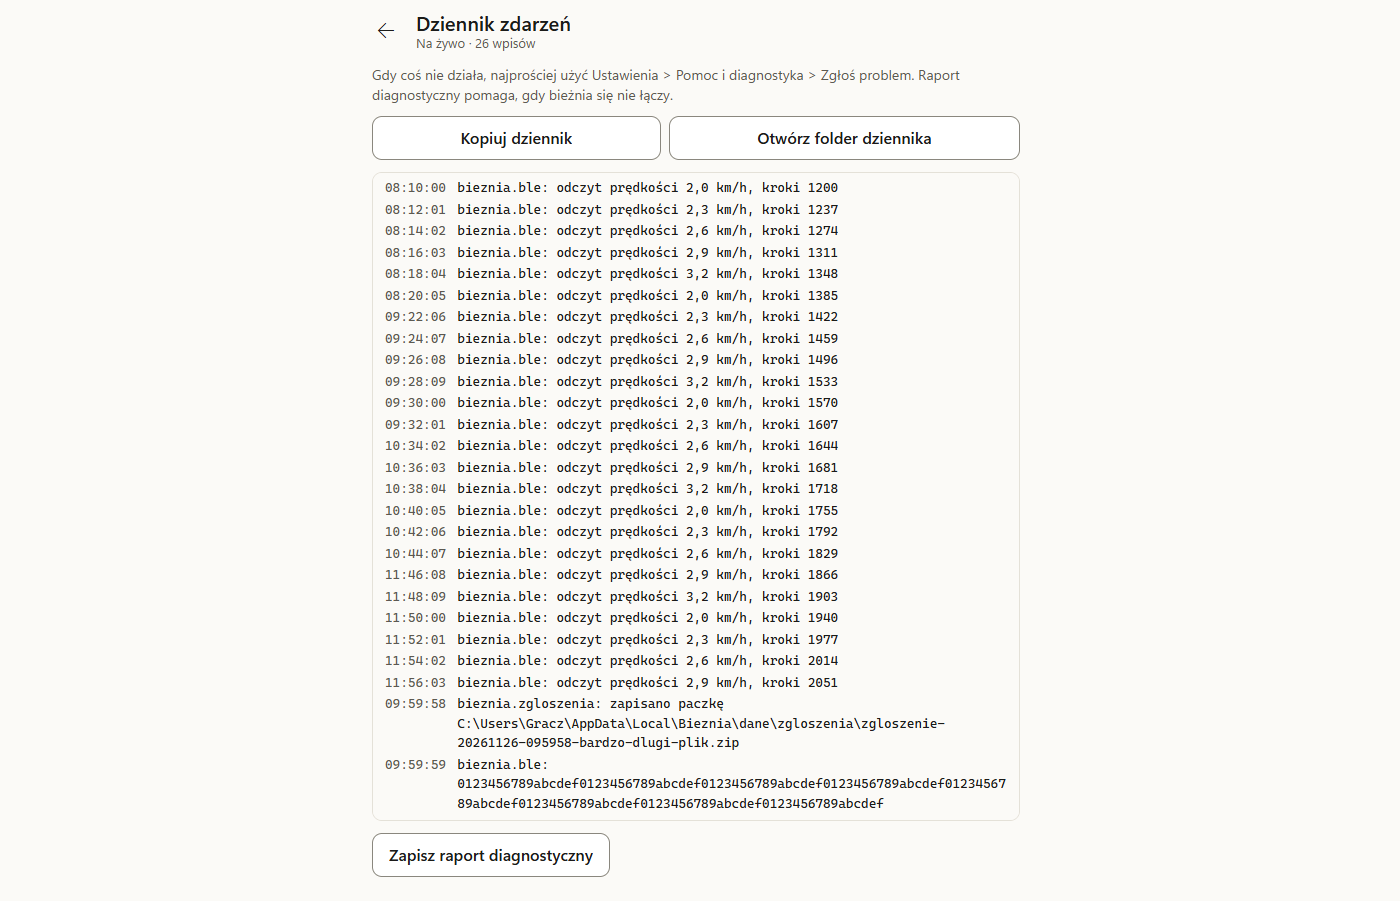 Dziennik zdarzeń
Na żywo · 26 wpisów
Gdy coś nie działa, najprościej użyć Ustawienia > Pomoc i diagnostyka > Zgłoś problem. Raport
diagnostyczny pomaga, gdy bieżnia się nie łączy.
Kopiuj dziennik
Otwórz folder dziennika
08:10:00 bieznia.ble: odczyt prędkości 2,0 km/h, kroki 1200
08:12:01 bieznia.ble: odczyt prędkości 2,3 km/h, kroki 1237
08:14:02 bieznia.ble: odczyt prędkości 2,6 km/h, kroki 1274
08:16:03 bieznia.ble: odczyt prędkości 2,9 km/h, kroki 1311
08:18:04 bieznia.ble: odczyt prędkości 3,2 km/h, kroki 1348
08:20:05 bieznia.ble: odczyt prędkości 2,0 km/h, kroki 1385
09:22:06 bieznia.ble: odczyt prędkości 2,3 km/h, kroki 1422
09:24:07 bieznia.ble: odczyt prędkości 2,6 km/h, kroki 1459
09:26:08 bieznia.ble: odczyt prędkości 2,9 km/h, kroki 1496
09:28:09 bieznia.ble: odczyt prędkości 3,2 km/h, kroki 1533
09:30:00 bieznia.ble: odczyt prędkości 2,0 km/h, kroki 1570
09:32:01 bieznia.ble: odczyt prędkości 2,3 km/h, kroki 1607
10:34:02 bieznia.ble: odczyt prędkości 2,6 km/h, kroki 1644
10:36:03 bieznia.ble: odczyt prędkości 2,9 km/h, kroki 1681
10:38:04 bieznia.ble: odczyt prędkości 3,2 km/h, kroki 1718
10:40:05 bieznia.ble: odczyt prędkości 2,0 km/h, kroki 1755
10:42:06 bieznia.ble: odczyt prędkości 2,3 km/h, kroki 1792
10:44:07 bieznia.ble: odczyt prędkości 2,6 km/h, kroki 1829
11:46:08 bieznia.ble: odczyt prędkości 2,9 km/h, kroki 1866
11:48:09 bieznia.ble: odczyt prędkości 3,2 km/h, kroki 1903
11:50:00 bieznia.ble: odczyt prędkości 2,0 km/h, kroki 1940
11:52:01 bieznia.ble: odczyt prędkości 2,3 km/h, kroki 1977
11:54:02 bieznia.ble: odczyt prędkości 2,6 km/h, kroki 2014
11:56:03 bieznia.ble: odczyt prędkości 2,9 km/h, kroki 2051
09:59:58 bieznia.zgloszenia: zapisano paczkę
C:\Users\Gracz\AppData\Local\Bieznia\dane\zgloszenia\zgloszenie-
20261126-095958-bardzo-dlugi-plik.zip
09:59:59 bieznia.ble:
0123456789abcdef0123456789abcdef0123456789abcdef0123456789abcdef01234567
89abcdef0123456789abcdef0123456789abcdef0123456789abcdef
Zapisz raport diagnostyczny